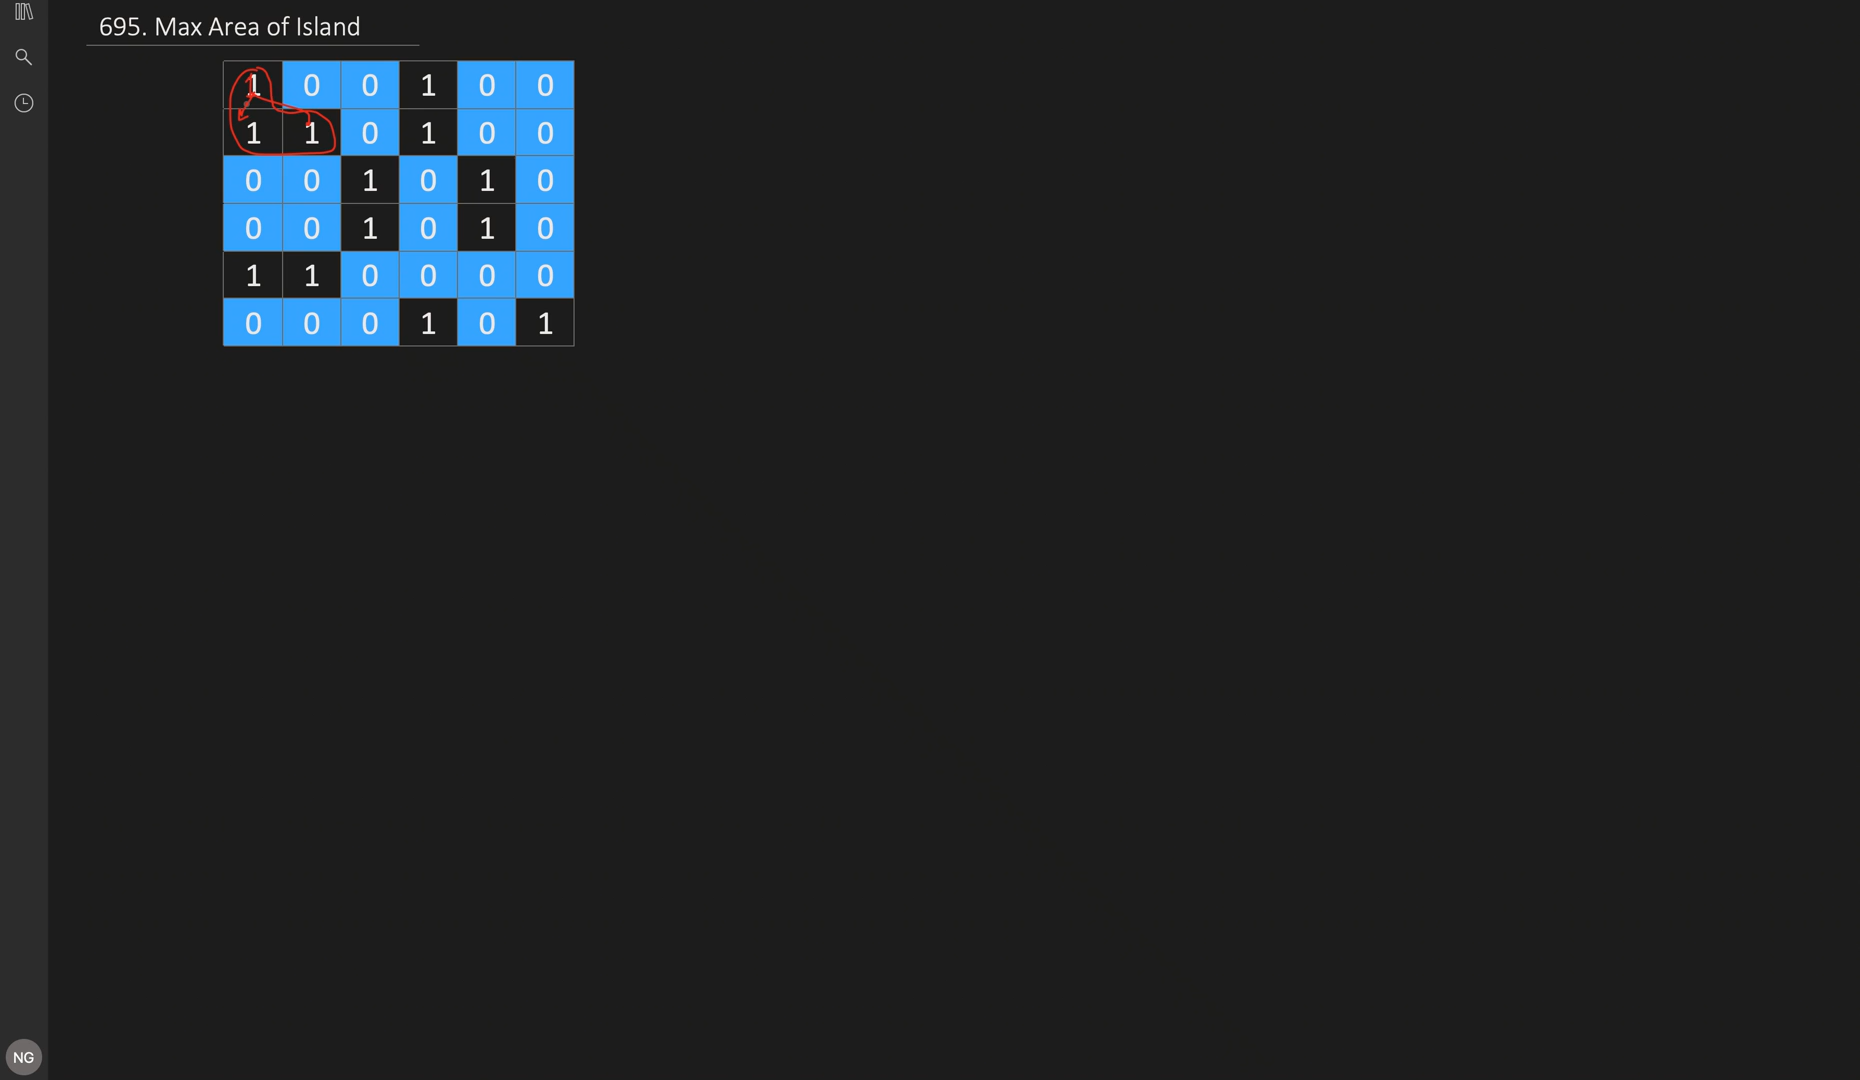 695. Max Area of Island
1 0 0 1 0 0
1 1 0 1 0 0
0 0 1 0 1 0
0 0 1 0 1 0
1 1 0 0 0 0
0 0 0 1 0 1
NG